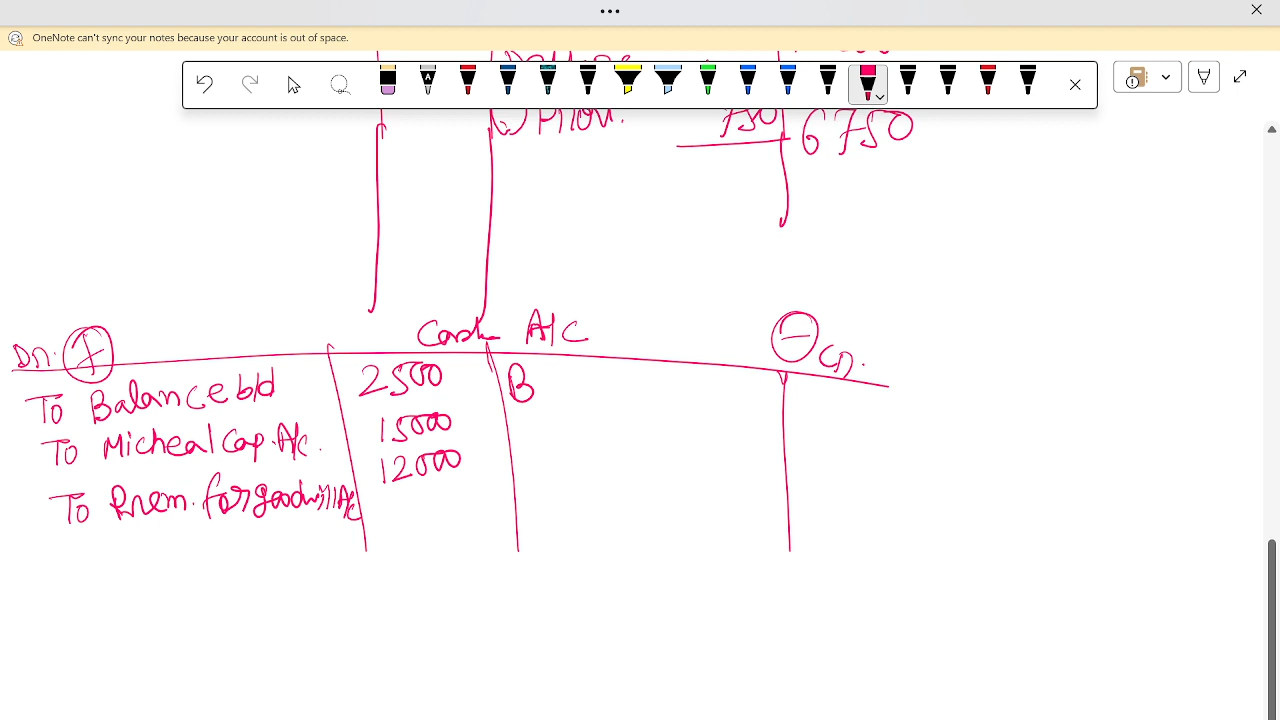 OneNote can't sync your notes because your account is out of space.
A
750 6750
Cash A/C
Dr. + - Cr.
To Balance b/d 2500 B
To Micheal Cap. A/c. 15000
To Prem. for goodwill A/c 12000